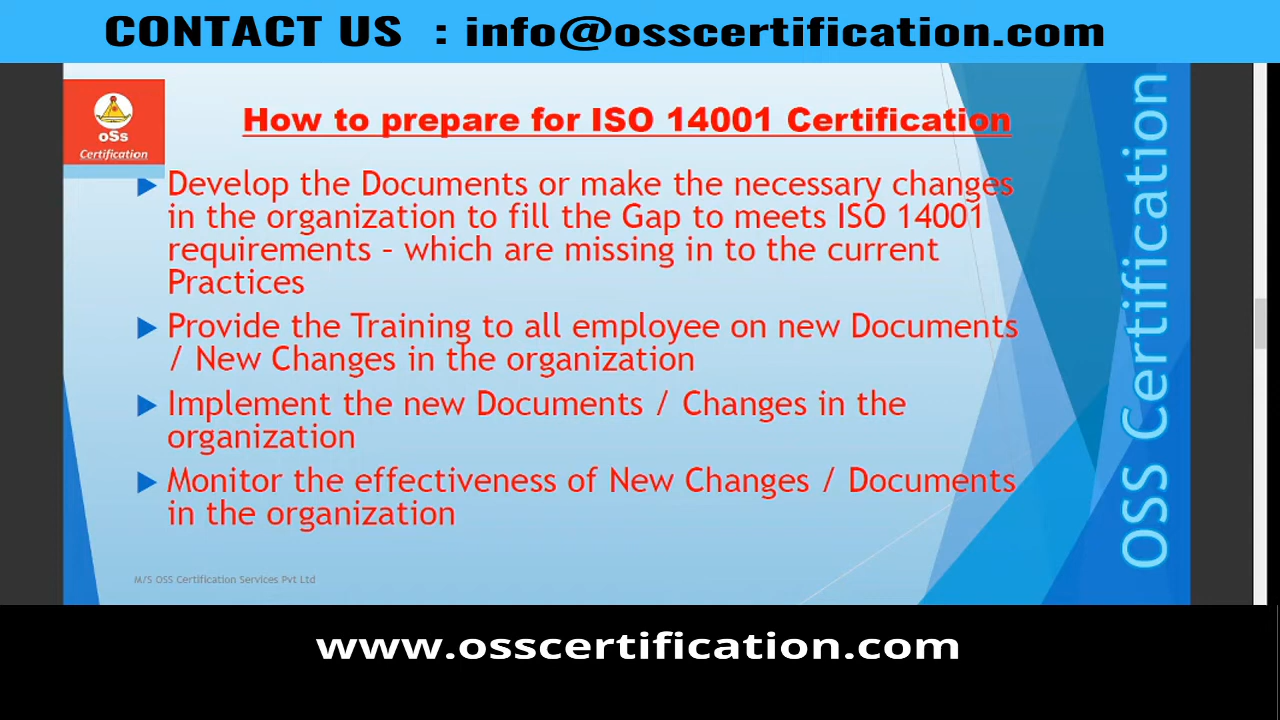 CONTACT US : info@osscertification.com
oSs
Certification
How to prepare for ISO 14001 Certification
Develop the Documents or make the necessary changes
in the organization to fill the Gap to meets ISO 14001
requirements – which are missing in to the current
Practices
Provide the Training to all employee on new Documents
/ New Changes in the organization
Implement the new Documents / Changes in the
organization
Monitor the effectiveness of New Changes / Documents
in the organization
M/S OSS Certification Services Pvt Ltd
OSS Certification
www.osscertification.com